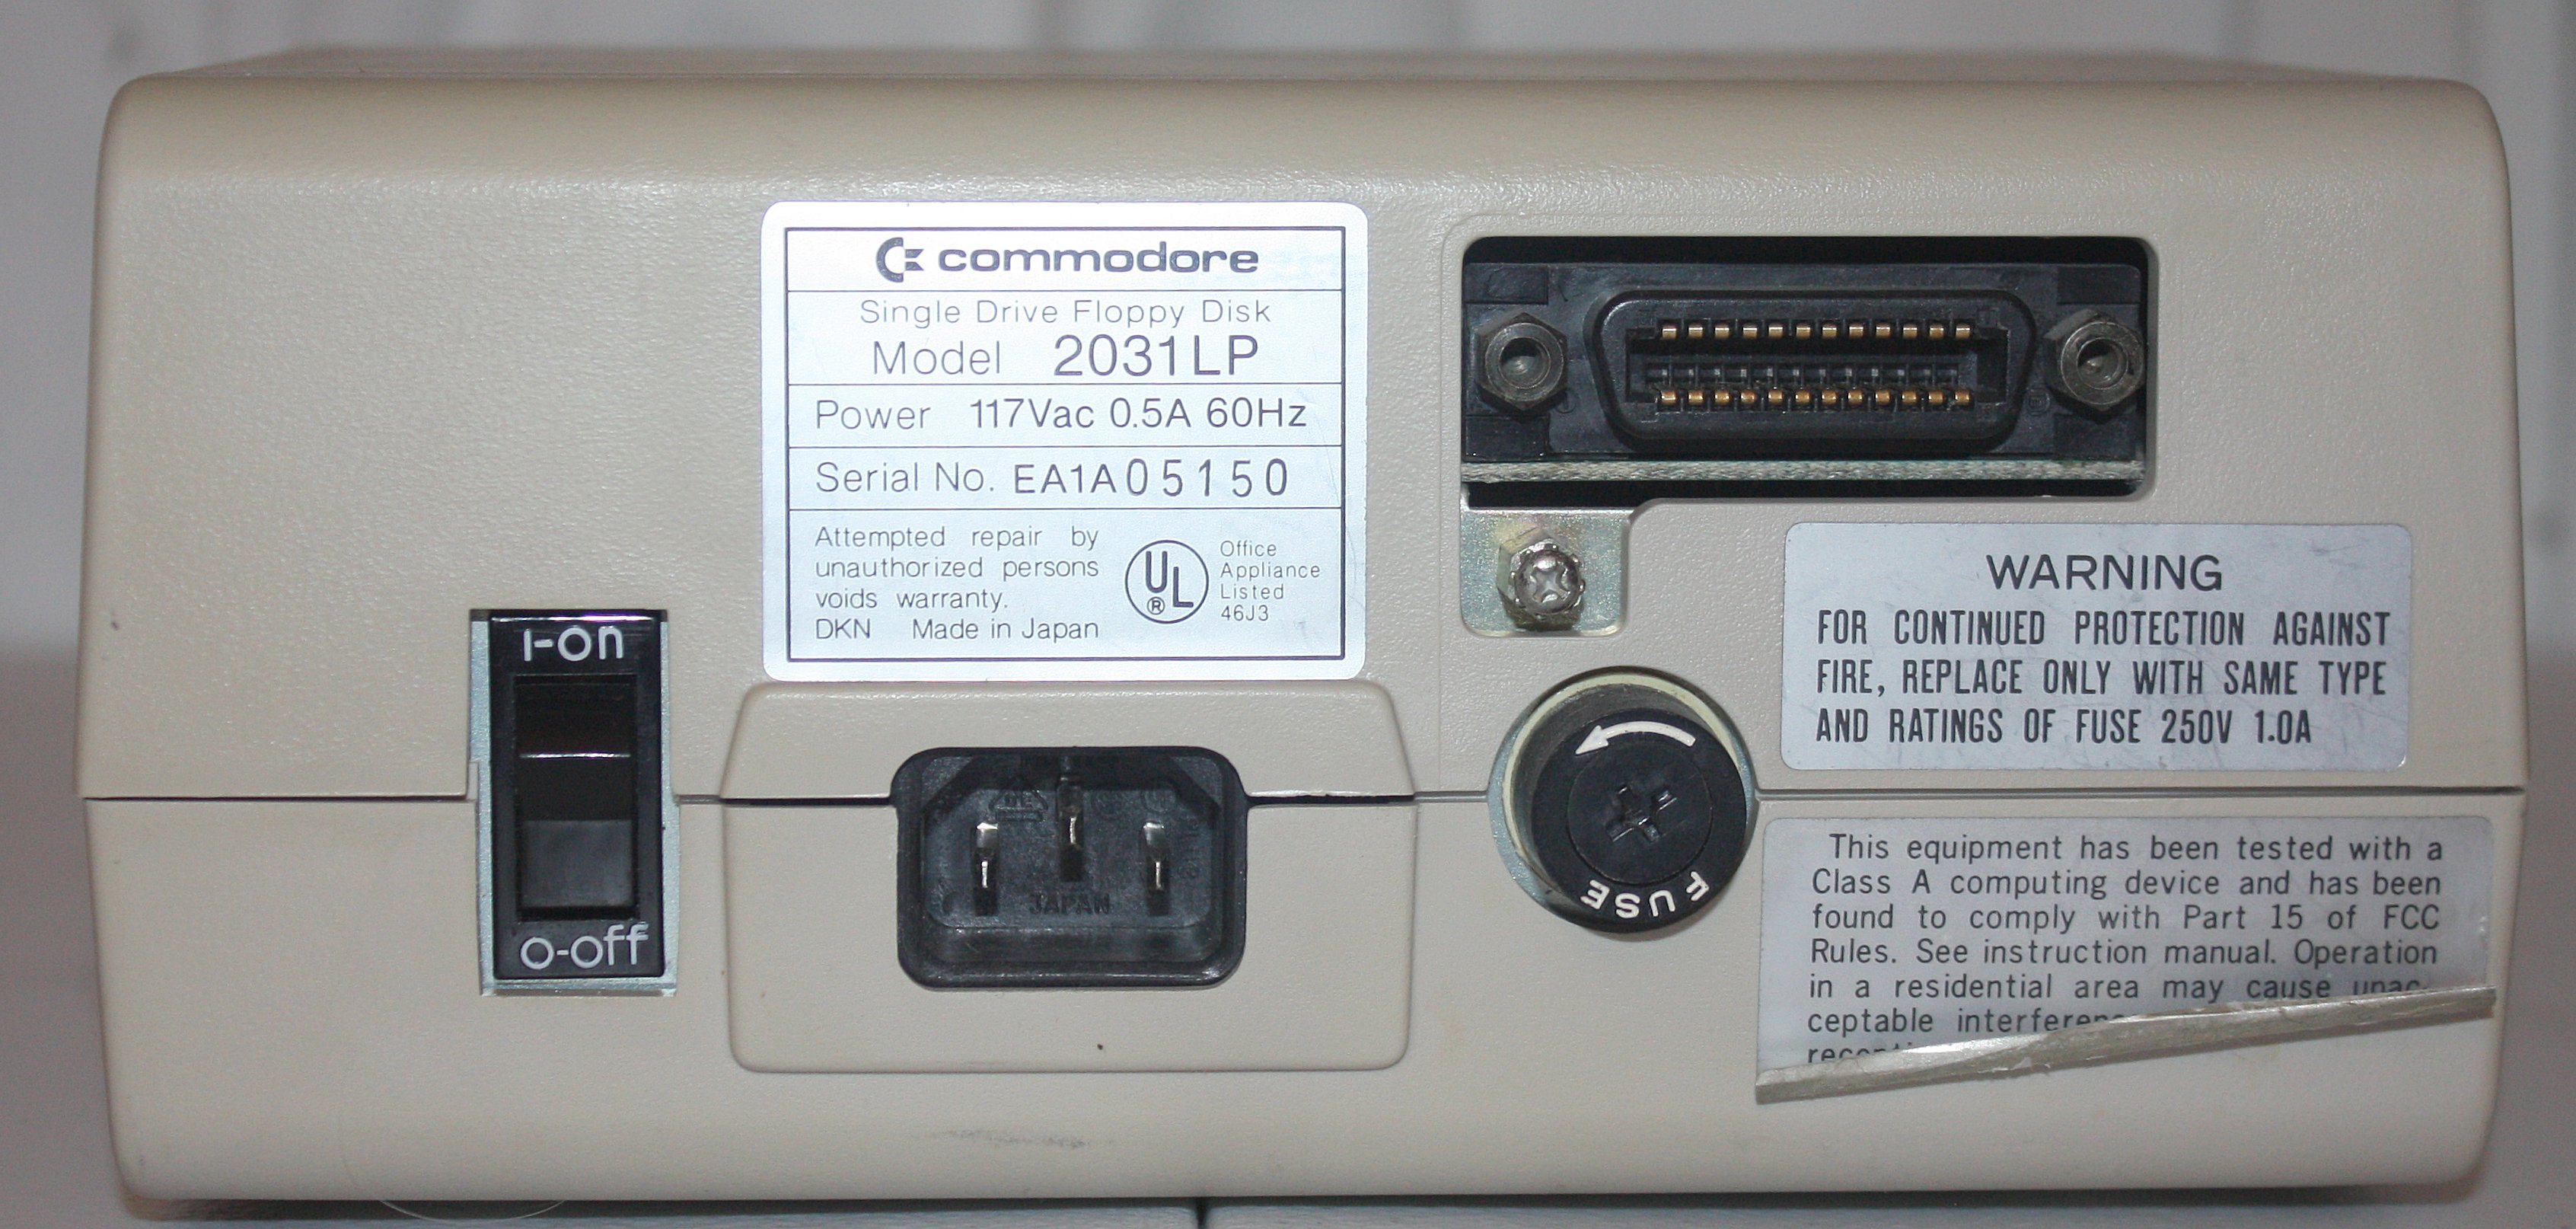 commodore
Single Drive Floppy Disk
Model 2031LP
Power 117Vac 0.5A 60Hz
Serial No. EA1A05150
Attempted repair by
unauthorized persons
voids warranty.
DKN Made in Japan
UL
®
Office
Appliance
Listed
46J3
WARNING
FOR CONTINUED PROTECTION AGAINST
FIRE, REPLACE ONLY WITH SAME TYPE
AND RATINGS OF FUSE 250V 1.0A
I-on
O-off
JAPAN
FUSE
This equipment has been tested with a
Class A computing device and has been
found to comply with Part 15 of FCC
Rules. See instruction manual. Operation
in a residential area may cause unac-
ceptable